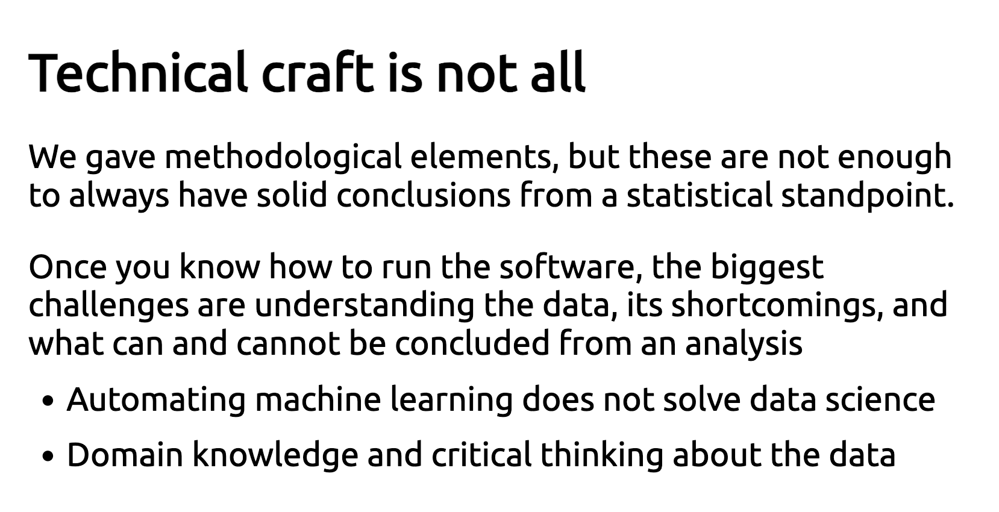 Technical craft is not all
We gave methodological elements, but these are not enough
to always have solid conclusions from a statistical standpoint.
Once you know how to run the software, the biggest
challenges are understanding the data, its shortcomings, and
what can and cannot be concluded from an analysis
• Automating machine learning does not solve data science
• Domain knowledge and critical thinking about the data